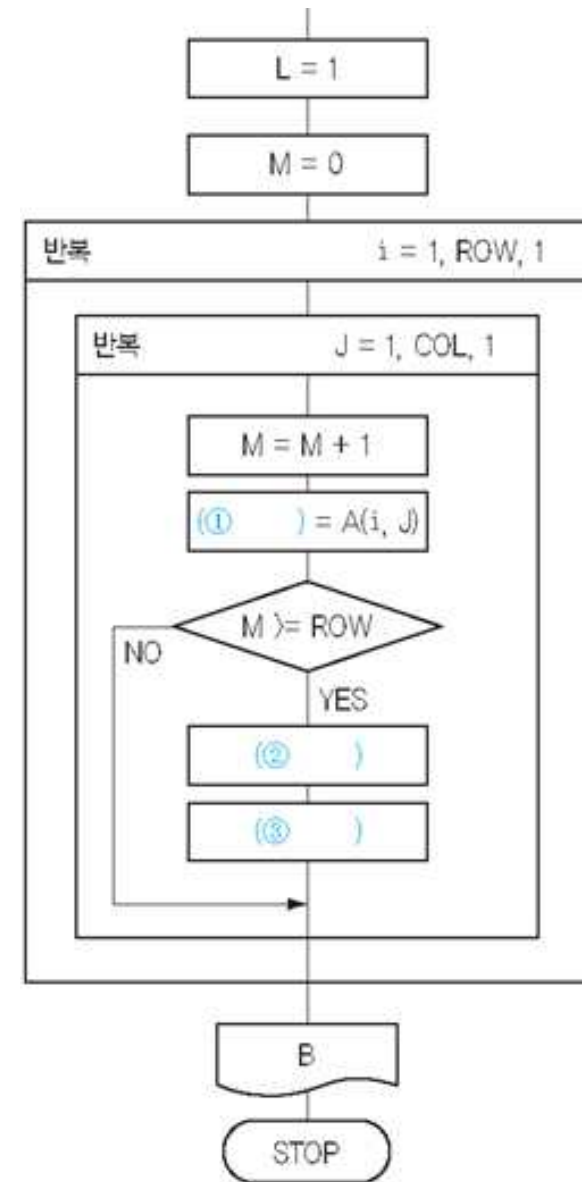 L = 1
M = 0
반복 i = 1, ROW, 1
반복 J = 1, COL, 1
M = M + 1
(① ) = A(i, J)
M >= ROW
NO
YES
(② )
(③ )
B
STOP